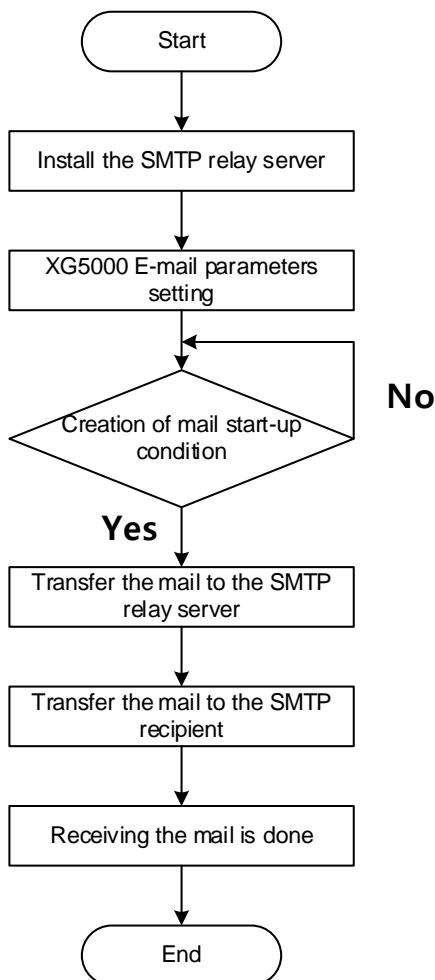 Start
Install the SMTP relay server
XG5000 E-mail parameters
setting
Creation of mail start-up
condition
No
Yes
Transfer the mail to the SMTP
relay server
Transfer the mail to the SMTP
recipient
Receiving the mail is done
End